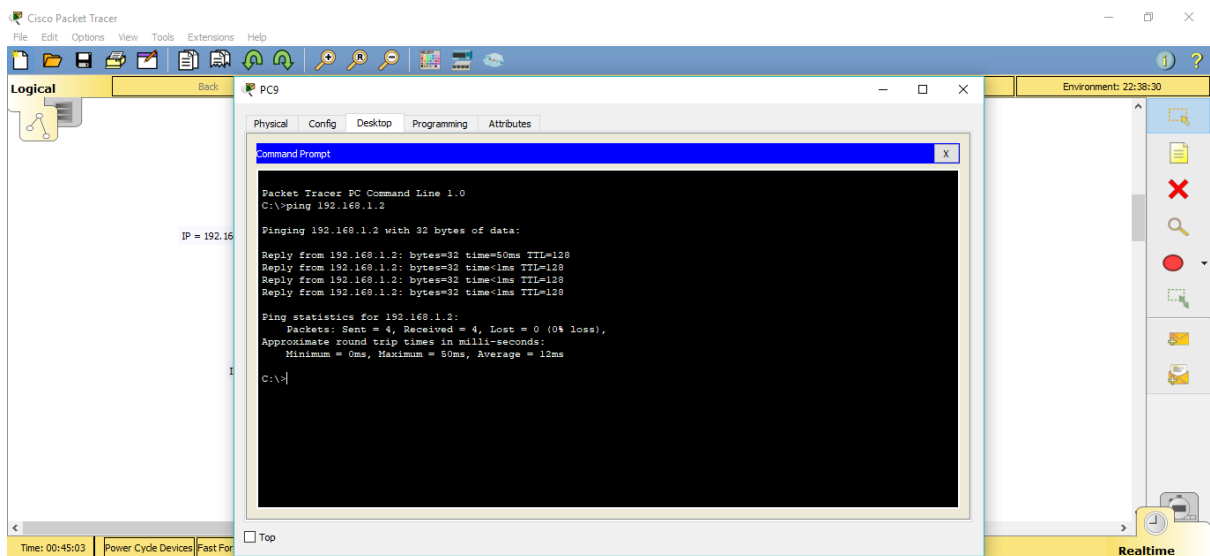 Cisco Packet Tracer
File Edit Options View Tools Extensions Help
Logical
Back
PC9
Environment: 22:38:30
Physical Config Desktop Programming Attributes
Command Prompt
X
Packet Tracer PC Command Line 1.0
C:\>ping 192.168.1.2
Pinging 192.168.1.2 with 32 bytes of data:
Reply from 192.168.1.2: bytes=32 time=50ms TTL=128
Reply from 192.168.1.2: bytes=32 time<1ms TTL=128
Reply from 192.168.1.2: bytes=32 time<1ms TTL=128
Reply from 192.168.1.2: bytes=32 time<1ms TTL=128
Ping statistics for 192.168.1.2:
Packets: Sent = 4, Received = 4, Lost = 0 (0% loss),
Approximate round trip times in milli-seconds:
Minimum = 0ms, Maximum = 50ms, Average = 12ms
C:\>
IP = 192.16
I
Top
Time: 00:45:03 Power Cycle Devices Fast For
Realtime